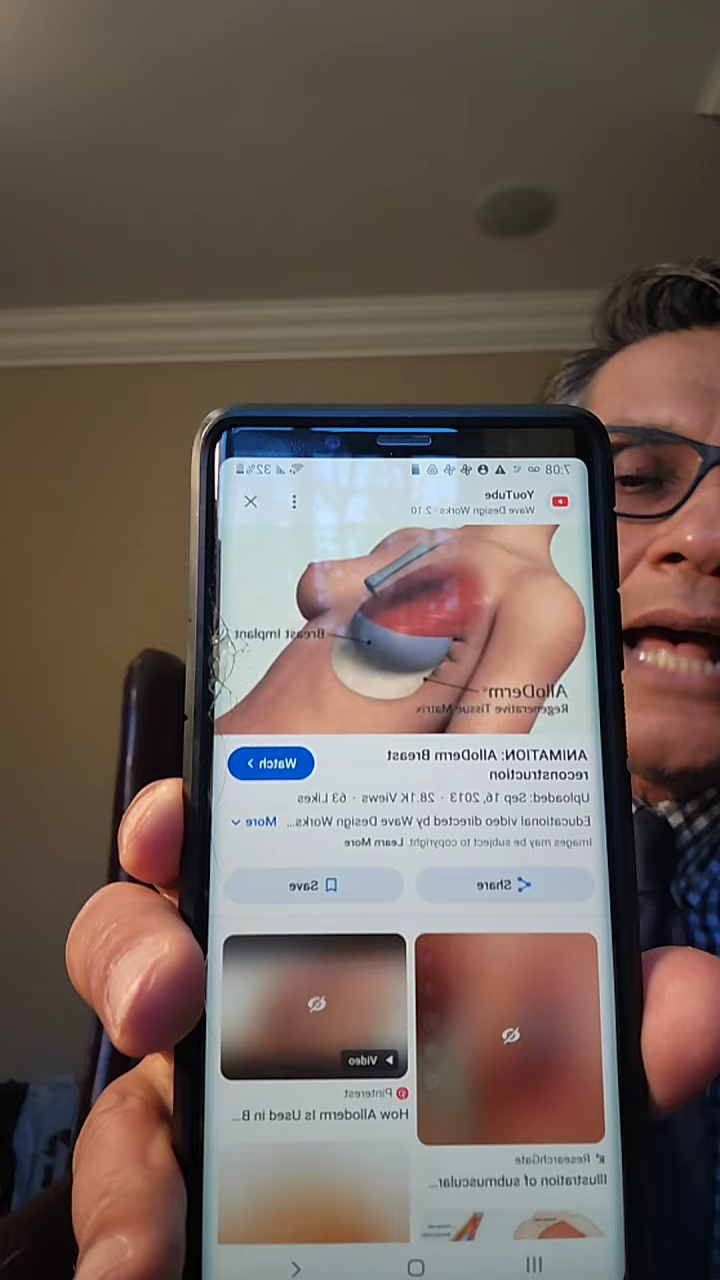 7:08
32%
YouTube
Wave Design Works · 2:10
Breast Implant
AlloDerm®
Regenerative Tissue Matrix
ANIMATION: AlloDerm Breast
reconstruction
Watch
Uploaded: Sep 16, 2013 · 28.1K Views · 63 Likes
Educational video directed by Wave Design Works... More
Images may be subject to copyright. Learn More
Share
Save
Video
Pinterest
How Alloderm Is Used in B...
ResearchGate
Illustration of submuscular...